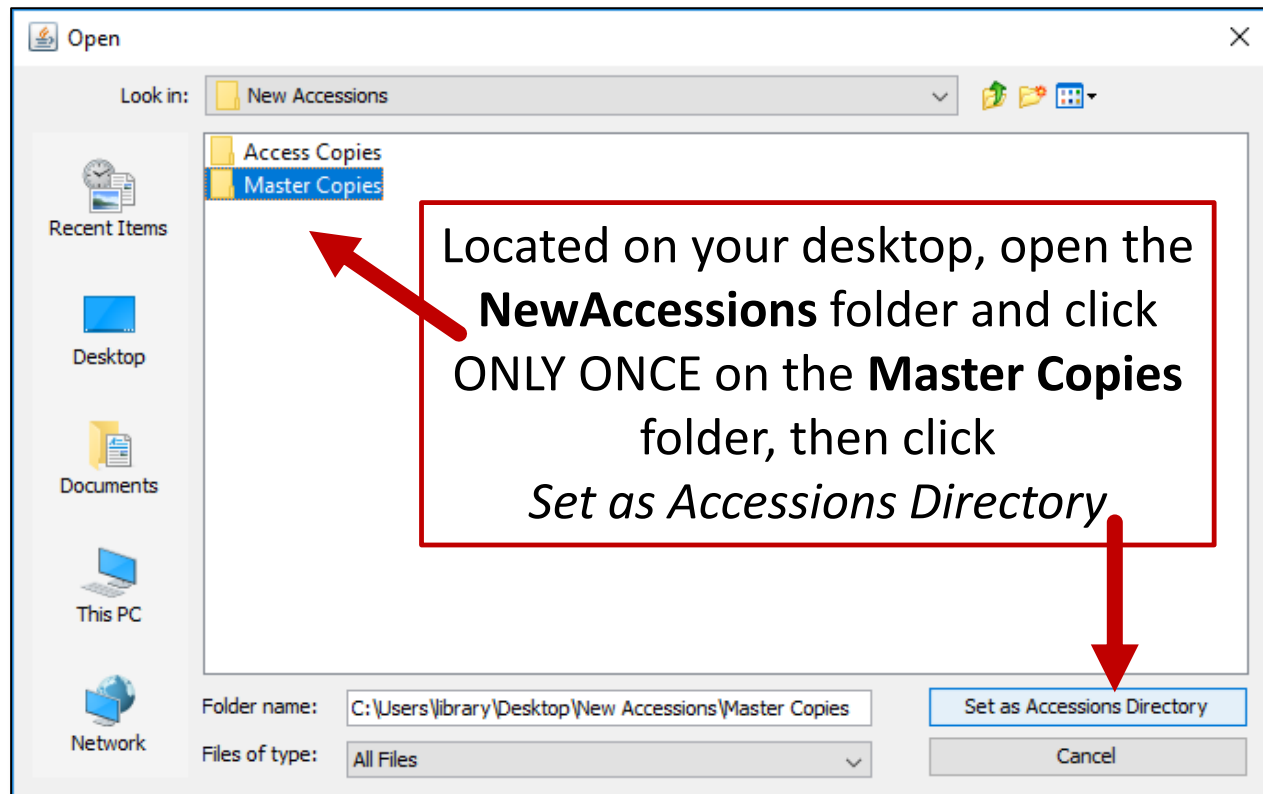 Open
Look in:
New Accessions
Access Copies
Master Copies
Recent Items
Desktop
Documents
This PC
Network
Located on your desktop, open the
NewAccessions folder and click
ONLY ONCE on the Master Copies
folder, then click
Set as Accessions Directory
Folder name:
C:\Users\library\Desktop\New Accessions\Master Copies
Set as Accessions Directory
Files of type:
All Files
Cancel